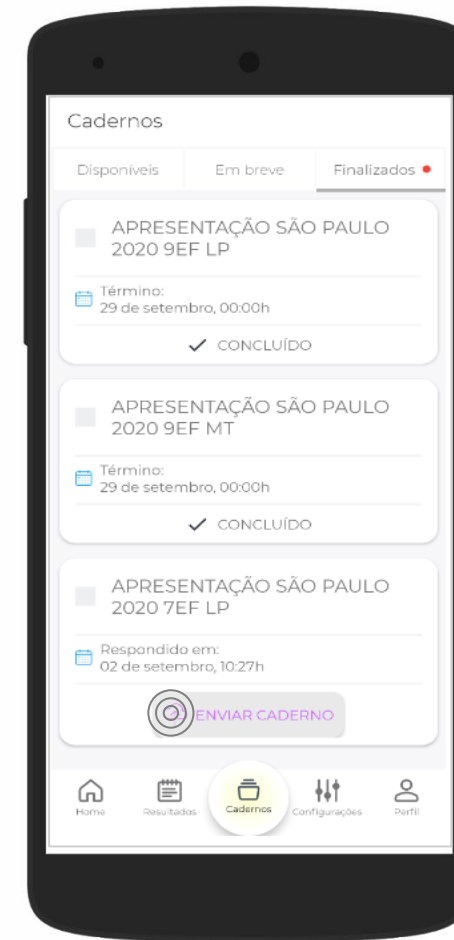 Cadernos
Disponíveis Em breve Finalizados
APRESENTAÇÃO SÃO PAULO
2020 9EF LP
Término:
29 de setembro, 00:00h
CONCLUÍDO
APRESENTAÇÃO SÃO PAULO
2020 9EF MT
Término:
29 de setembro, 00:00h
CONCLUÍDO
APRESENTAÇÃO SÃO PAULO
2020 7EF LP
Respondido em:
02 de setembro, 10:27h
ENVIAR CADERNO
Home Resultados Cadernos Configurações Perfil